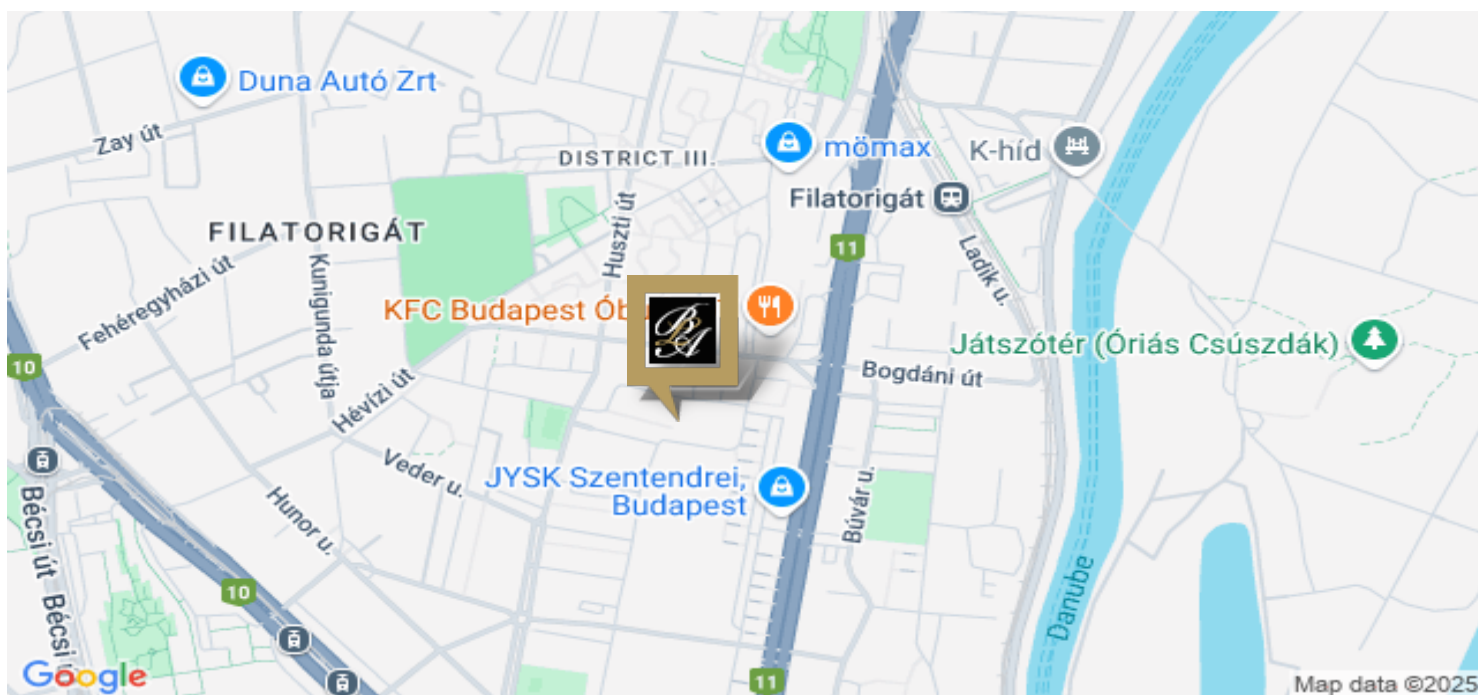 Duna Autó Zrt
Zay út
DISTRICT III.
mömax
K-híd
Filatorigát
FILATORIGÁT
Huszti út
11
Ladik u.
Fehéregyházi út
Kunigunda útja
KFC Budapest
B2A
Játszótér (Óriás Csúszdák)
10
Bogdáni út
Hévízi út
Veder u.
JYSK Szentendrei,
Budapest
Búvár u.
Bécsi út
Bécsi
Hunor u.
10
Danube
Google
11
Map data ©2025